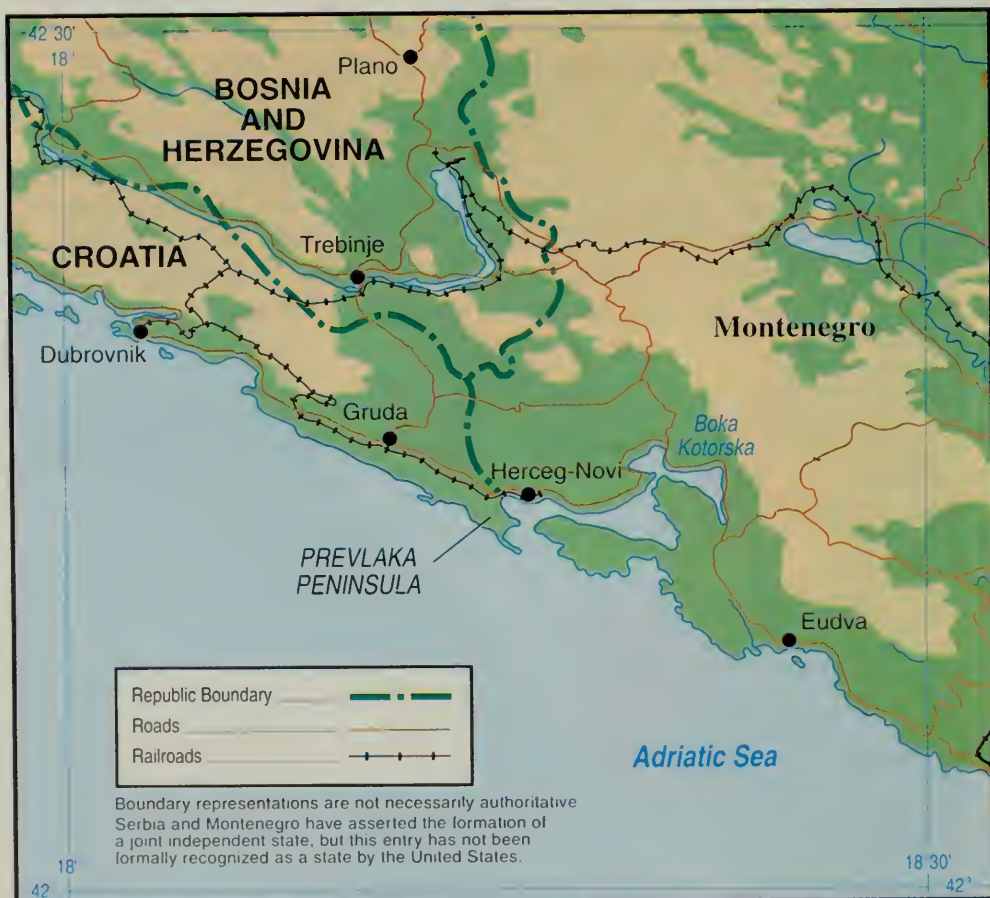 42 30'
18'
Plano
BOSNIA
AND
HERZEGOVINA
CROATIA
Trebinje
Montenegro
Dubrovnik
Gruda
Boka
Kotorska
Herceg-Novi
PREVLAKA
PENINSULA
Eudva
Republic Boundary
Roads
Railroads
Adriatic Sea
Boundary representations are not necessarily authoritative
Serbia and Montenegro have asserted the formation of
a joint independent state, but this entry has not been
formally recognized as a state by the United States.
18'
18 30'
42
42'